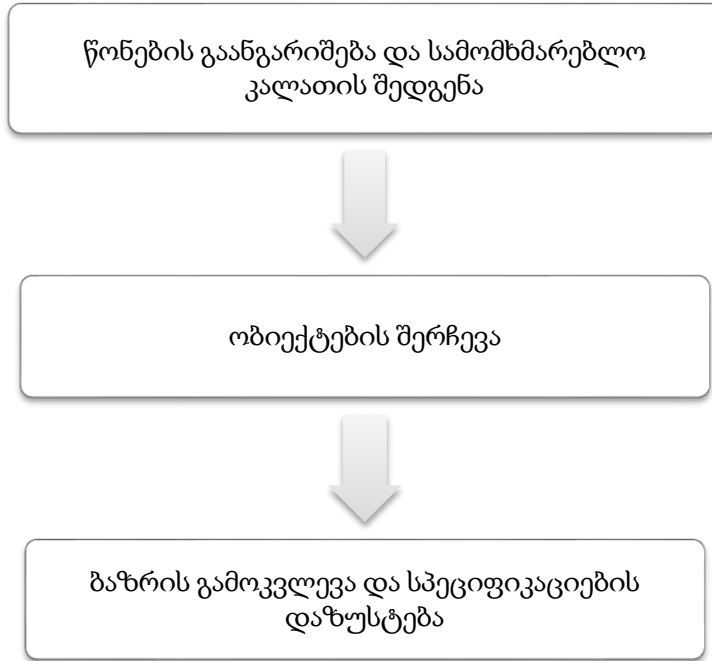 წონების გაანგარიშება და სამომხმარებლო
კალათის შედგენა
ობიექტების შერჩევა
ბაზრის გამოკვლევა და სპეციფიკაციების
დაზუსტება